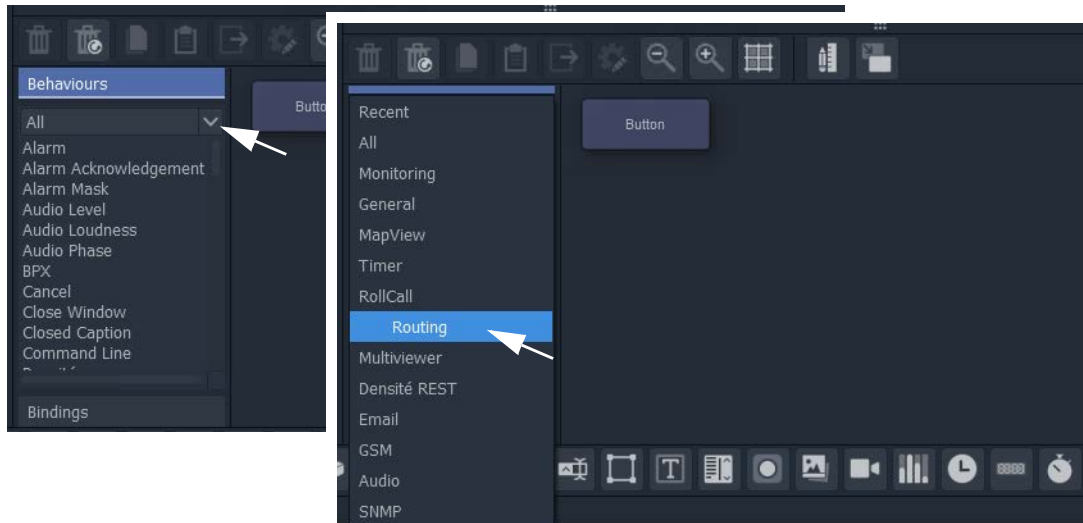 Behaviours
All
Alarm
Alarm Acknowledgement
Alarm Mask
Audio Level
Audio Loudness
Audio Phase
BPX
Cancel
Close Window
Closed Caption
Command Line
Bindings
Recent
All
Monitoring
General
MapView
Timer
RollCall
Routing
Multiviewer
Densité REST
Email
GSM
Audio
SNMP
Button
T
8888